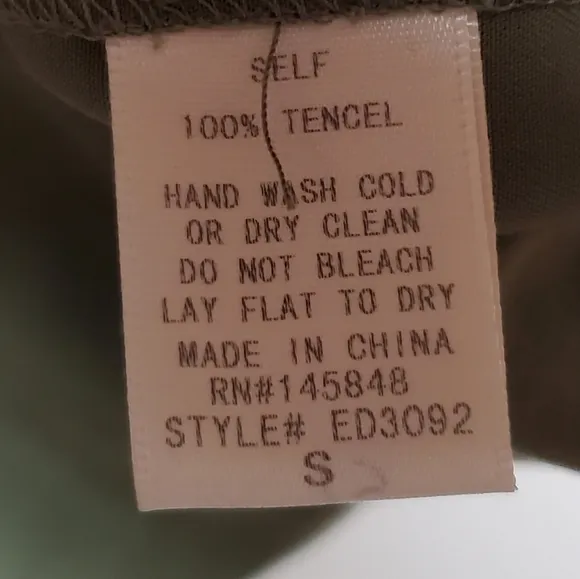 SELF
100% TENCEL
HAND WASH COLD
OR DRY CLEAN
DO NOT BLEACH
LAY FLAT TO DRY
MADE IN CHINA
RN#145848
STYLE# ED3092
S